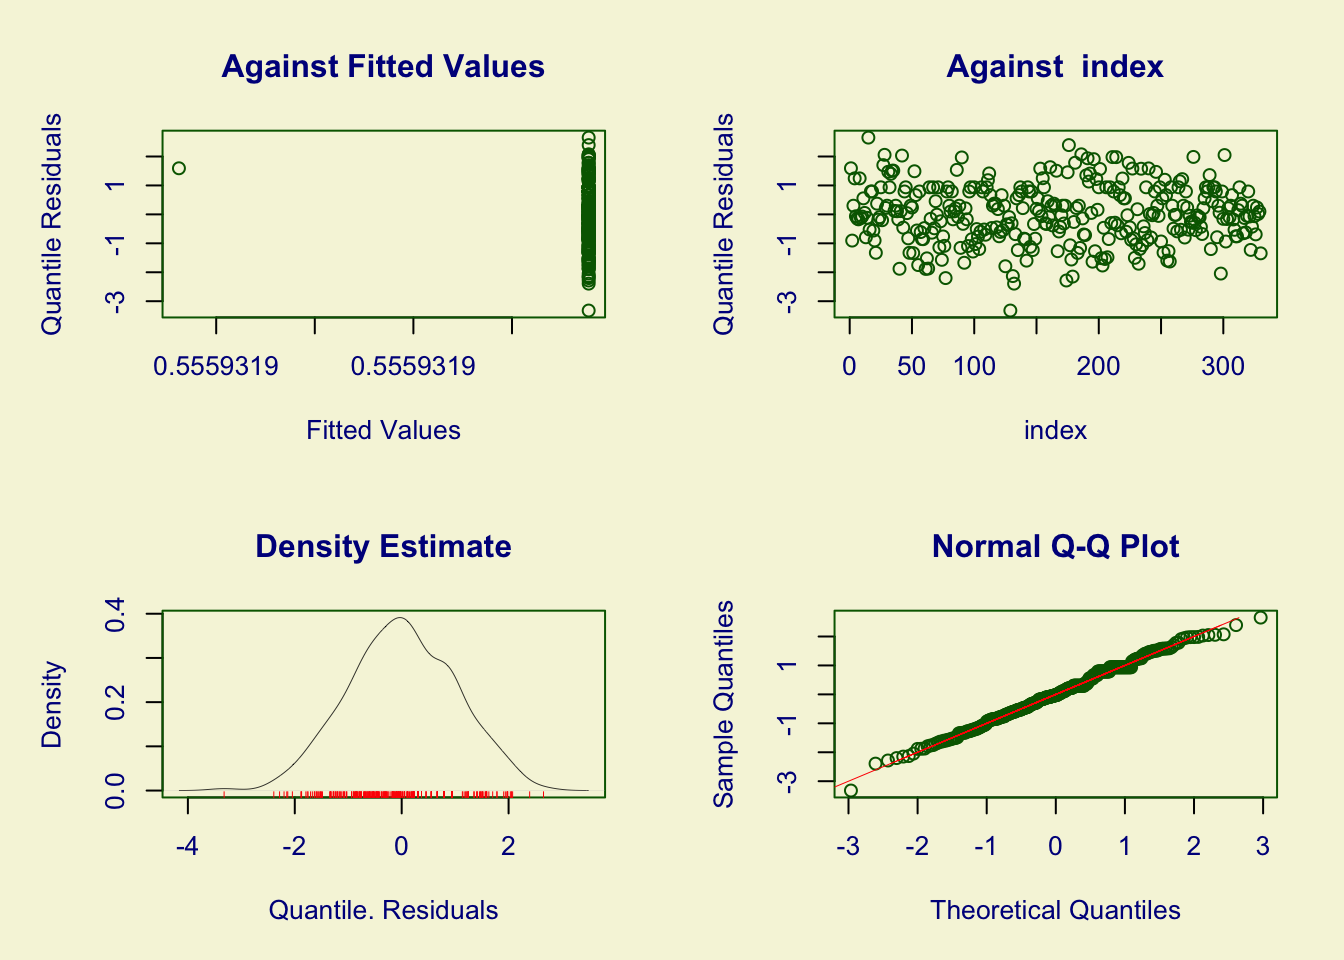 Against Fitted Values
Quantile Residuals
1
-1
-3
0.5559319 0.5559319
Fitted Values
Against  index
Quantile Residuals
1
-1
-3
0 50 100 200 300
index
Density Estimate
Density
0.4
0.2
0.0
-4 -2 0 2
Quantile. Residuals
Normal Q-Q Plot
Sample Quantiles
1
-1
-3
-3 -2 -1 0 1 2 3
Theoretical Quantiles